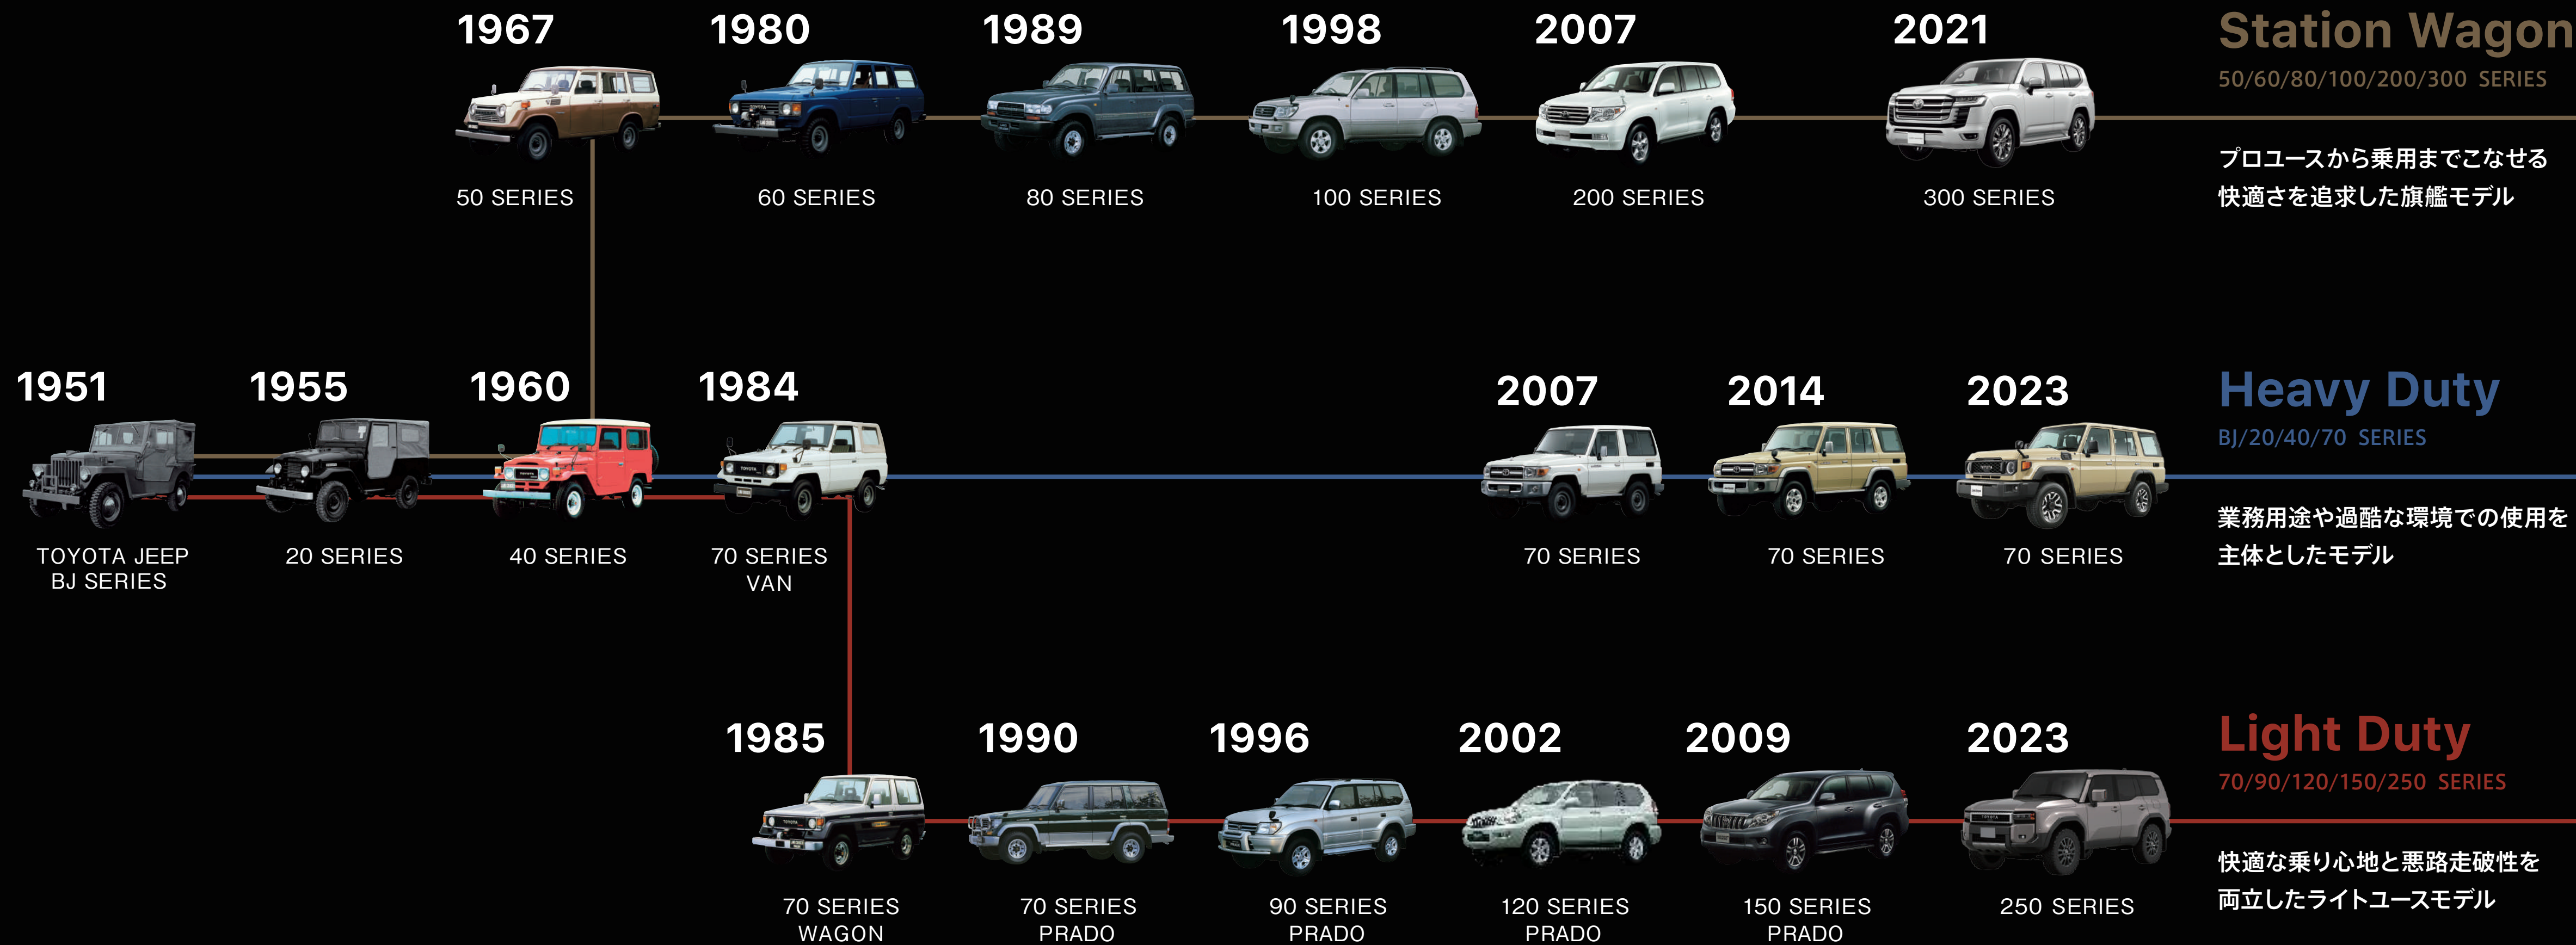 1967
1980
1989
1998
2007
2021
50 SERIES
60 SERIES
80 SERIES
100 SERIES
200 SERIES
300 SERIES
Station Wagon
50/60/80/100/200/300 SERIES
プロユースから乗用までこなせる
快適さを追求した旗艦モデル
1951
1955
1960
1984
2007
2014
2023
TOYOTA JEEP
BJ SERIES
20 SERIES
40 SERIES
70 SERIES
VAN
70 SERIES
70 SERIES
70 SERIES
Heavy Duty
BJ/20/40/70 SERIES
業務用途や過酷な環境での使用を
主体としたモデル
1985
1990
1996
2002
2009
2023
70 SERIES
WAGON
70 SERIES
PRADO
90 SERIES
PRADO
120 SERIES
PRADO
150 SERIES
PRADO
250 SERIES
Light Duty
70/90/120/150/250 SERIES
快適な乗り心地と悪路走破性を
両立したライトユースモデル